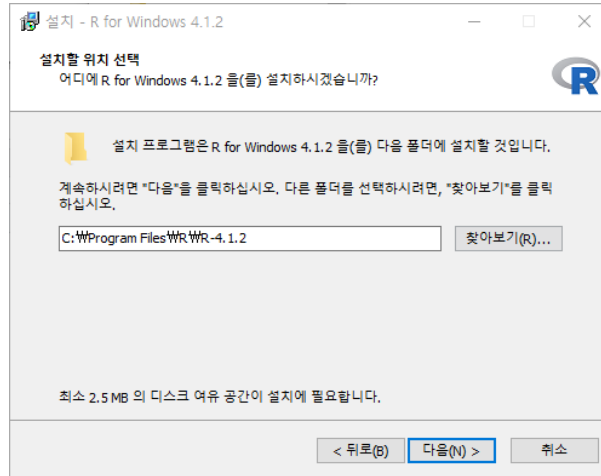 설치 - R for Windows 4.1.2
설치할 위치 선택
어디에 R for Windows 4.1.2 을(를) 설치하시겠습니까?
R
설치 프로그램은 R for Windows 4.1.2 을(를) 다음 폴더에 설치할 것입니다.
계속하시려면 "다음"을 클릭하십시오. 다른 폴더를 선택하시려면, "찾아보기"를 클릭
하십시오.
C:₩Program Files₩R₩R-4.1.2
찾아보기(R)...
최소 2.5 MB 의 디스크 여유 공간이 설치에 필요합니다.
< 뒤로(B)
다음(N) >
취소